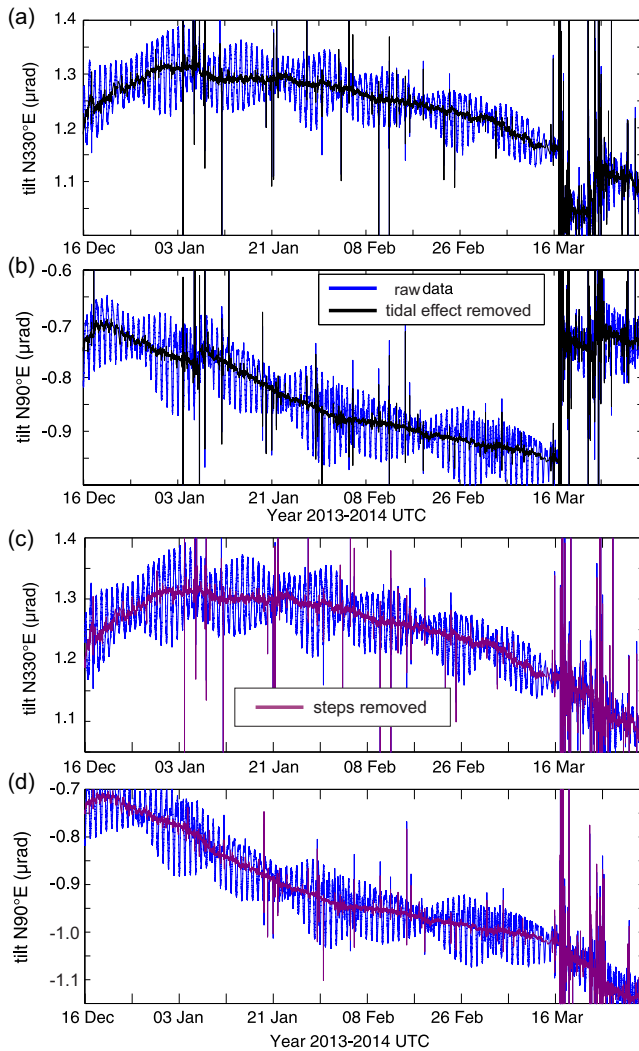 (a)
1.4
1.3
1.2
1.1
tilt N330°E (μrad)
16 Dec 03 Jan 21 Jan 08 Feb 26 Feb 16 Mar
(b)
-0.6
-0.7
-0.8
-0.9
tilt N90°E (μrad)
raw data
tidal effect removed
16 Dec 03 Jan 21 Jan 08 Feb 26 Feb 16 Mar
Year 2013-2014 UTC
(c)
1.4
1.3
1.2
1.1
tilt N330°E (μrad)
steps removed
16 Dec 03 Jan 21 Jan 08 Feb 26 Feb 16 Mar
(d)
-0.7
-0.8
-0.9
-1.0
-1.1
tilt N90°E (μrad)
16 Dec 03 Jan 21 Jan 08 Feb 26 Feb 16 Mar
Year 2013-2014 UTC